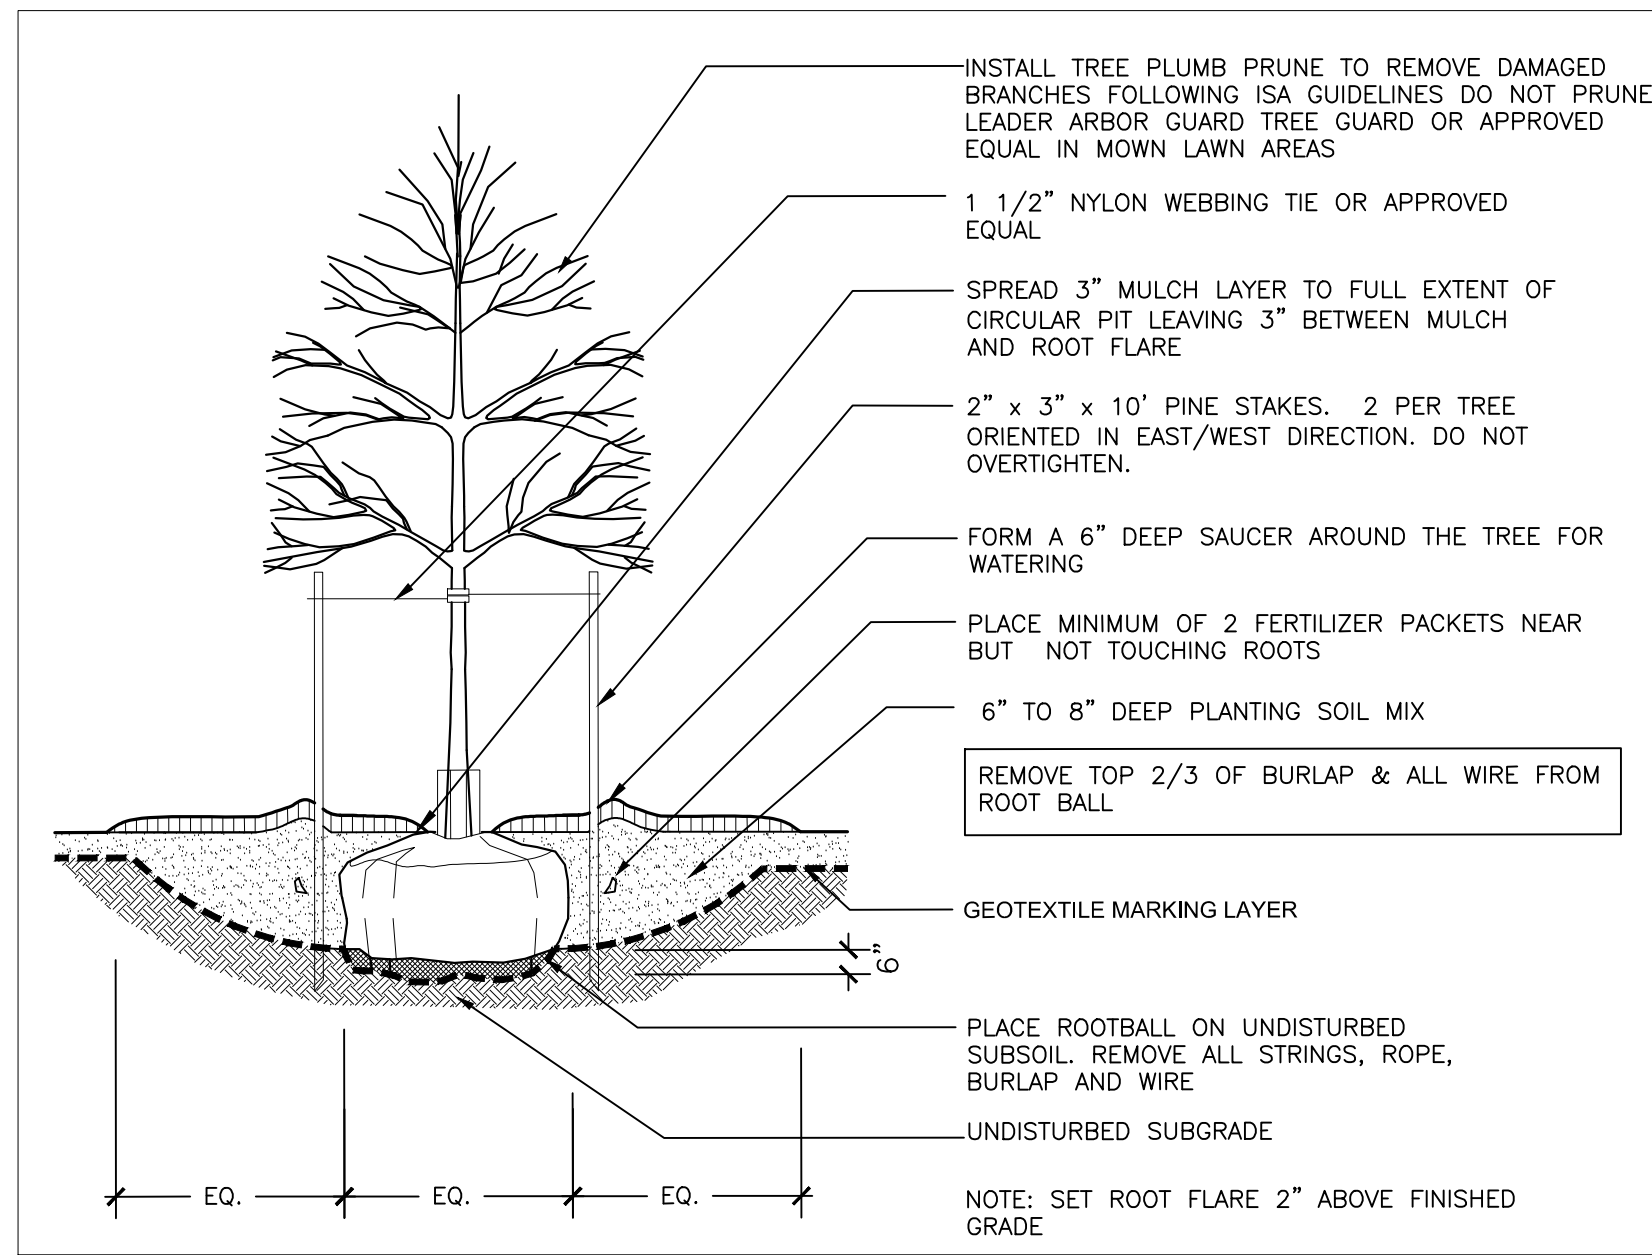 INSTALL TREE PLUMB PRUNE TO REMOVE DAMAGED
BRANCHES FOLLOWING ISA GUIDELINES DO NOT PRUNE
LEADER ARBOR GUARD TREE GUARD OR APPROVED
EQUAL IN MOWN LAWN AREAS
1 1/2” NYLON WEBBING TIE OR APPROVED
EQUAL
SPREAD 3” MULCH LAYER TO FULL EXTENT OF
CIRCULAR PIT LEAVING 3” BETWEEN MULCH
AND ROOT FLARE
2” x 3” x 10’ PINE STAKES. 2 PER TREE
ORIENTED IN EAST/WEST DIRECTION. DO NOT
OVERTIGHTEN.
FORM A 6” DEEP SAUCER AROUND THE TREE FOR
WATERING
PLACE MINIMUM OF 2 FERTILIZER PACKETS NEAR
BUT NOT TOUCHING ROOTS
6” TO 8” DEEP PLANTING SOIL MIX
REMOVE TOP 2/3 OF BURLAP & ALL WIRE FROM
ROOT BALL
GEOTEXTILE MARKING LAYER
6”
PLACE ROOTBALL ON UNDISTURBED
SUBSOIL. REMOVE ALL STRINGS, ROPE,
BURLAP AND WIRE
UNDISTURBED SUBGRADE
EQ. EQ. EQ.
NOTE: SET ROOT FLARE 2” ABOVE FINISHED
GRADE